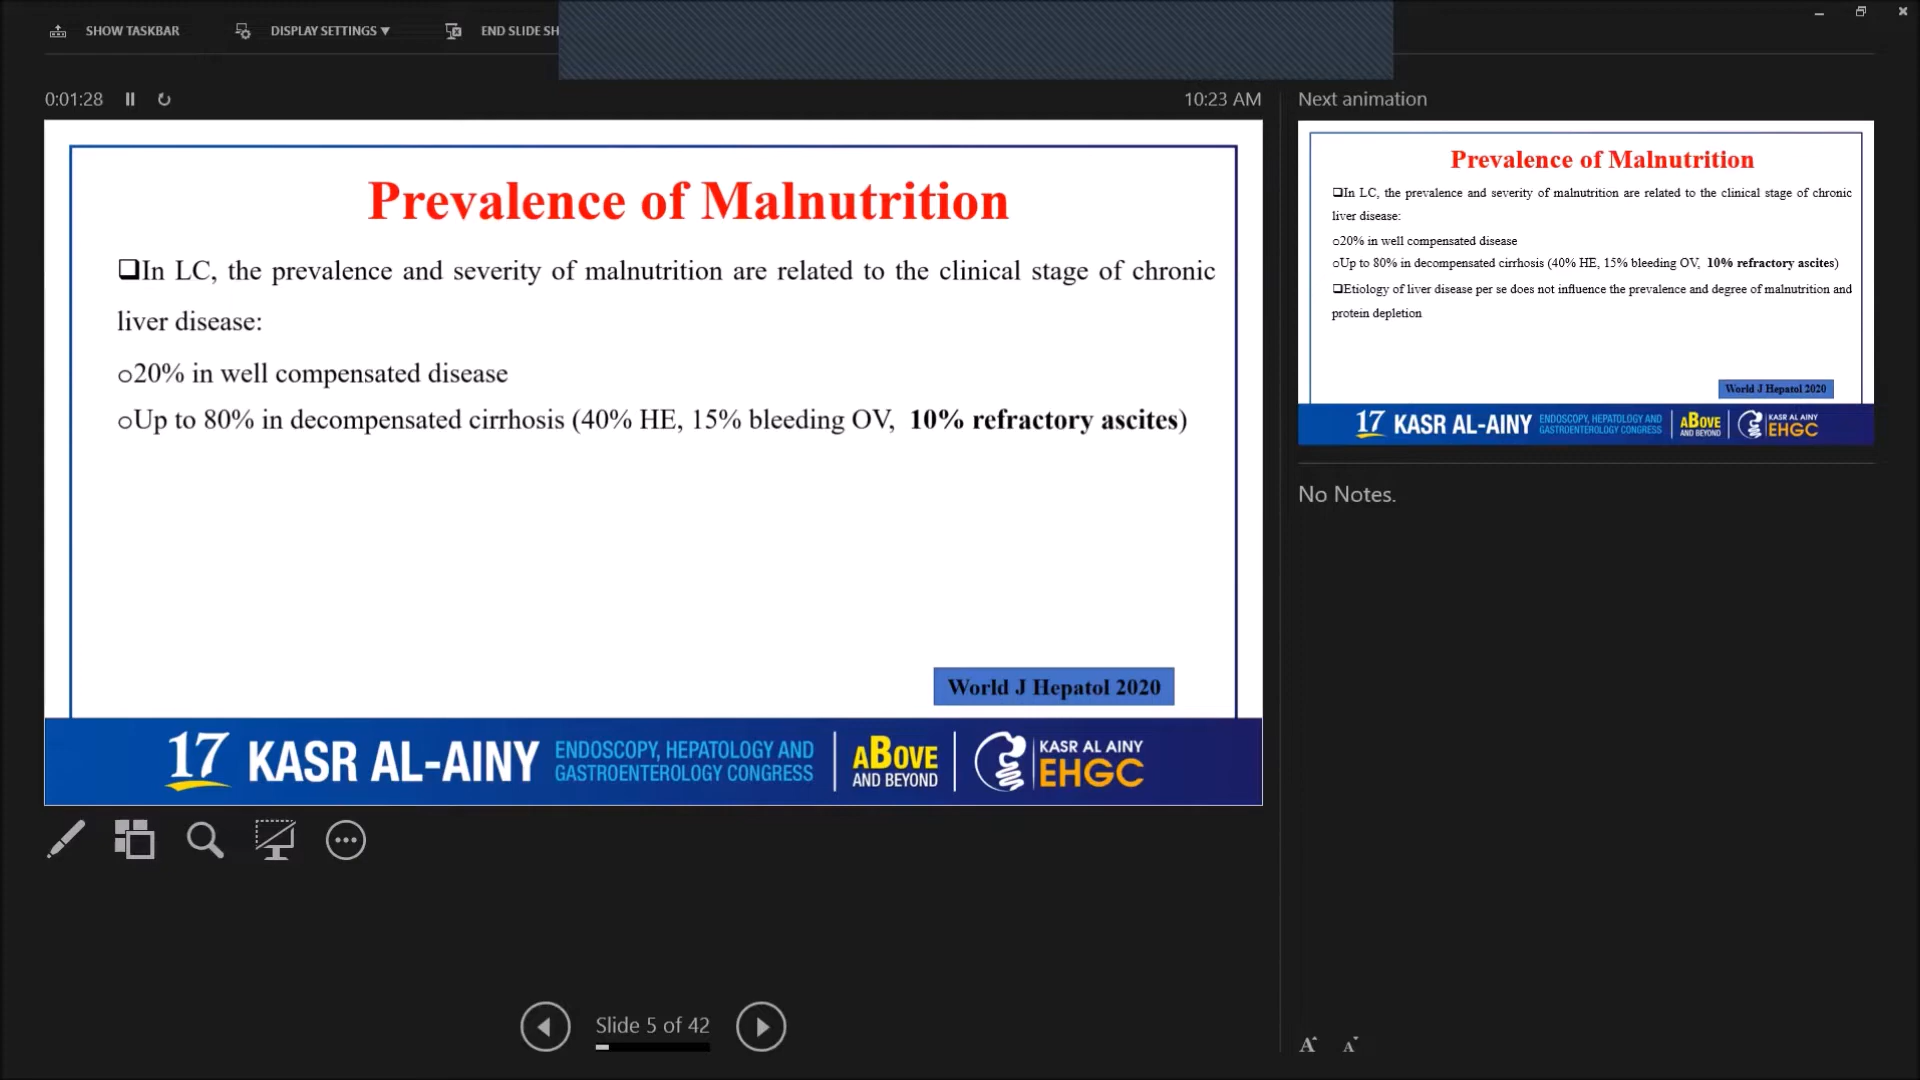 SHOW TASKBAR
DISPLAY SETTINGS ▼
END SLIDE SH
0:01:28
10:23 AM
Prevalence of Malnutrition
❑In LC, the prevalence and severity of malnutrition are related to the clinical stage of chronic
liver disease:
o20% in well compensated disease
oUp to 80% in decompensated cirrhosis (40% HE, 15% bleeding OV, 10% refractory ascites)
World J Hepatol 2020
17 KASR AL-AINY
ENDOSCOPY, HEPATOLOGY AND
GASTROENTEROLOGY CONGRESS
ABOVE
AND BEYOND
KASR AL AINY
EHGC
Slide 5 of 42
Next animation
Prevalence of Malnutrition
❑In LC, the prevalence and severity of malnutrition are related to the clinical stage of chronic
liver disease:
o20% in well compensated disease
oUp to 80% in decompensated cirrhosis (40% HE, 15% bleeding OV, 10% refractory ascites)
❑Etiology of liver disease per se does not influence the prevalence and degree of malnutrition and
protein depletion
World J Hepatol 2020
17 KASR AL-AINY
ENDOSCOPY, HEPATOLOGY AND
GASTROENTEROLOGY CONGRESS
ABOVE
AND BEYOND
KASR AL AINY
EHGC
No Notes.
A A